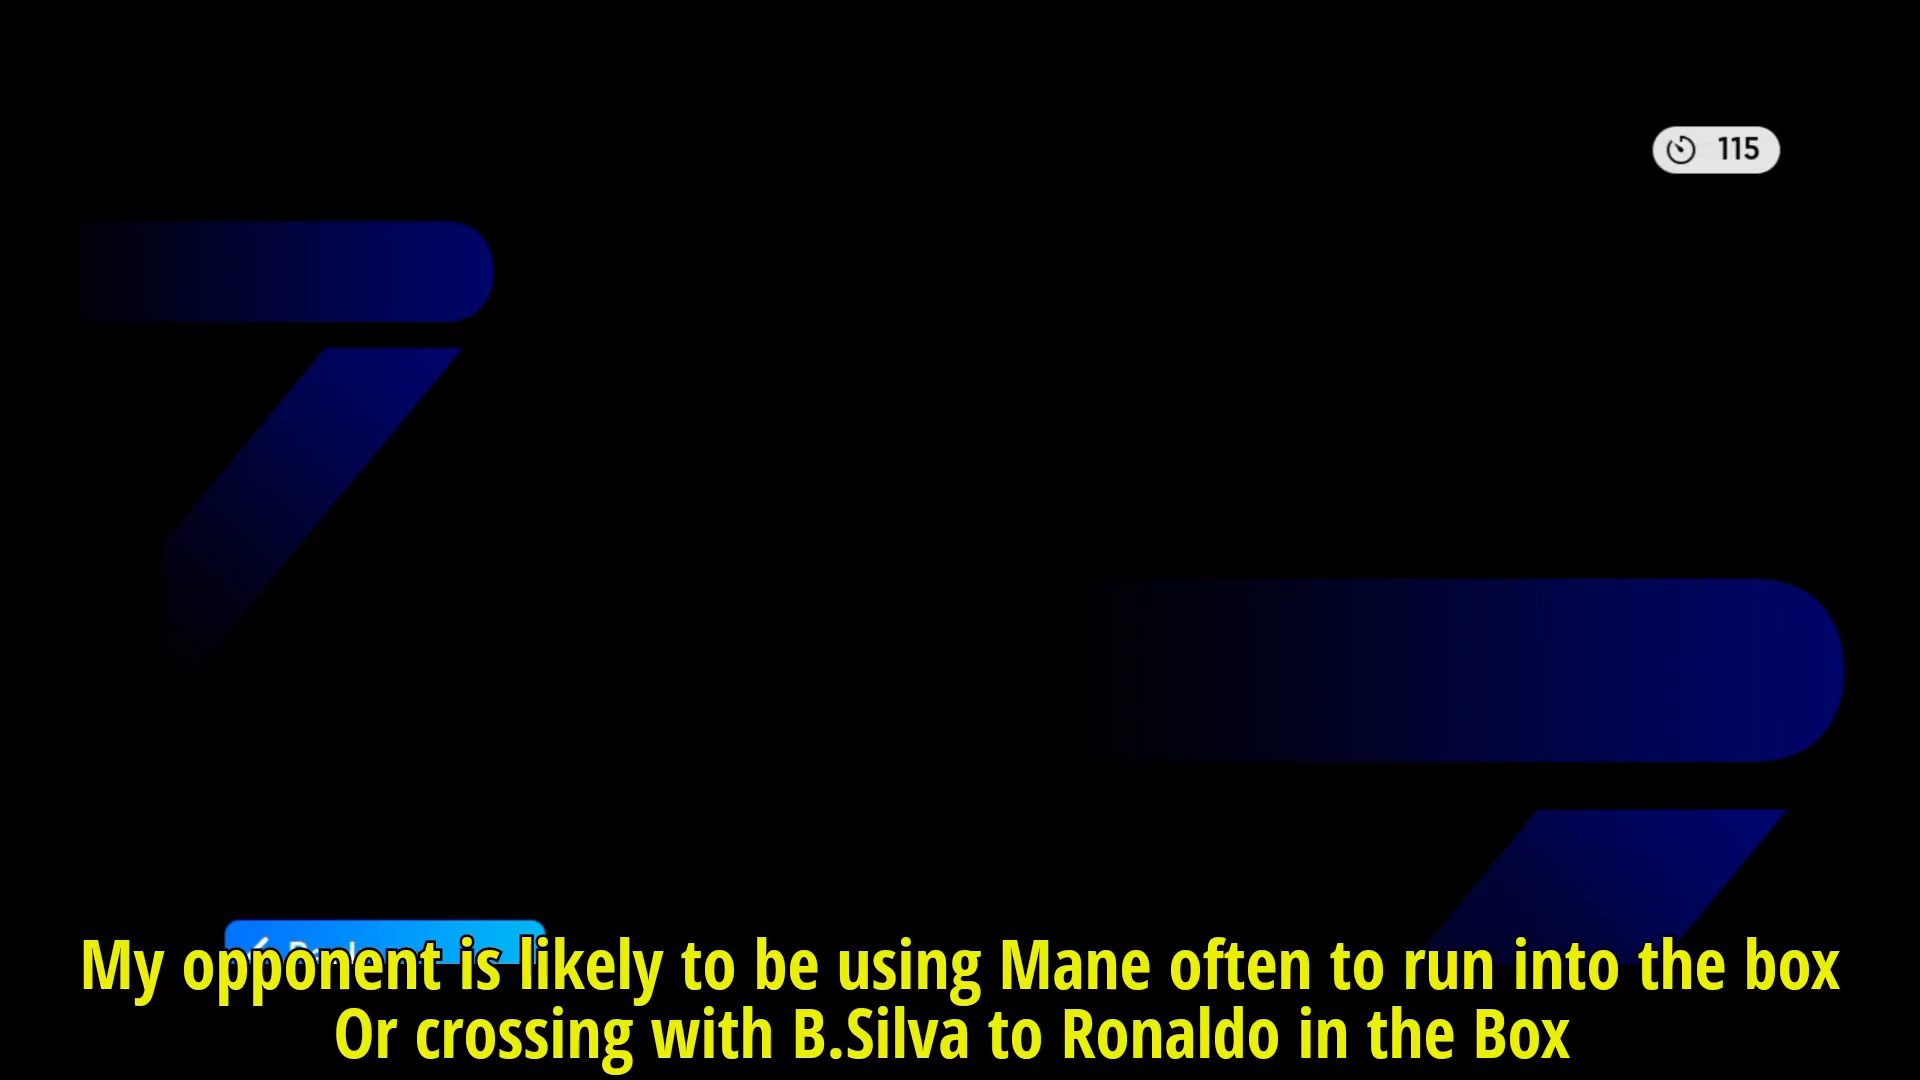 115
My opponent is likely to be using Mane often to run into the box
Or crossing with B.Silva to Ronaldo in the Box